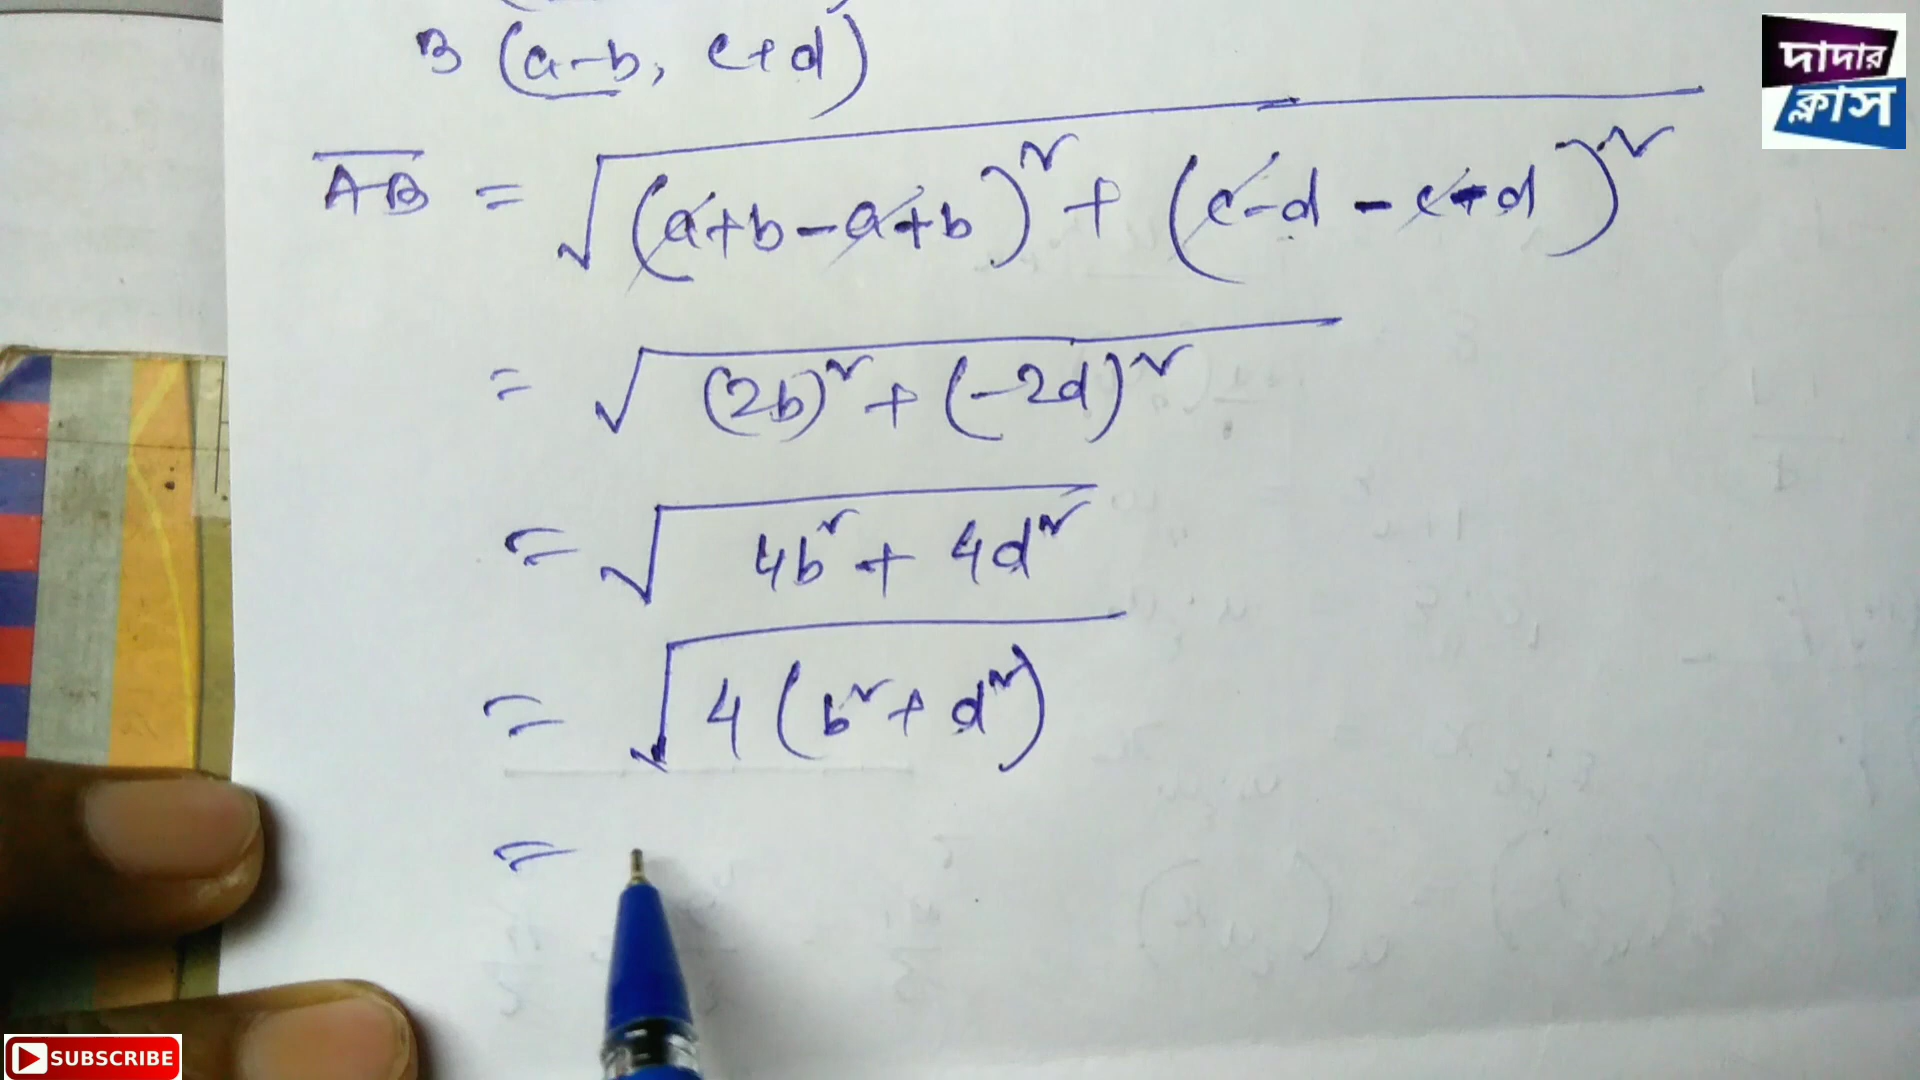 B (a-b, c+d)
দাদার
ক্লাস
AB = √(a+b-a+b)² + (c-d-c-d)²
= √(2b)² + (-2d)²
= √4b² + 4d²
= √4(b² + d²)
=
SUBSCRIBE